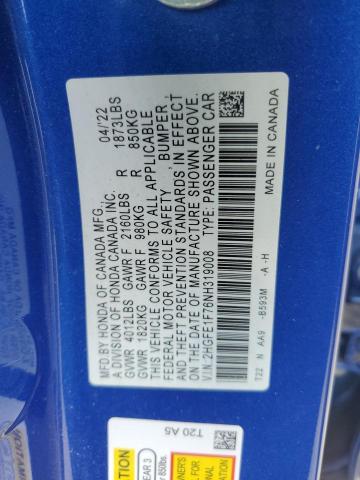 MFD. BY HONDA OF CANADA MFG., 04/'22
A DIVISION OF HONDA CANADA INC.
GVWR 4012LBS GAWR F 2160LBS R 1873LBS
GVWR 1820KG GAWR F 980KG R 850KG
THIS VEHICLE CONFORMS TO ALL APPLICABLE
FEDERAL MOTOR VEHICLE SAFETY, BUMPER,
AND THEFT PREVENTION STANDARDS IN EFFECT
ON THE DATE OF MANUFACTURE SHOWN ABOVE.
V.I.N: 2HGFE1F76NH319008 TYPE: PASSENGER CAR
T22 N AA9 -B593M -A -H MADE IN CANADA
T20 A5